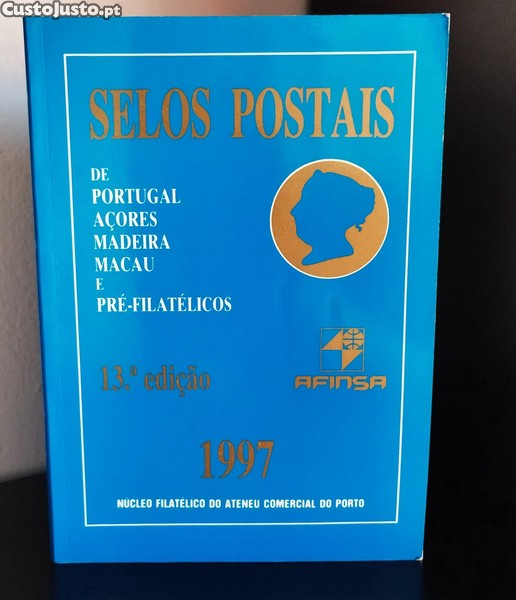 CustoJusto.pt
SELOS POSTAIS
DE
PORTUGAL
AÇORES
MADEIRA
MACAU
E
PRÉ-FILATÉLICOS
13.ª edição
AFINSA
1997
NÚCLEO FILATÉLICO DO ATENEU COMERCIAL DO PORTO